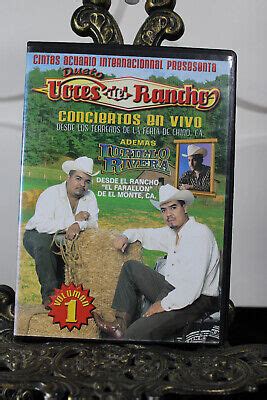 CINTAS ACUARIO INTERNACIONAL PRESESENTA
Dueto
Voces del Rancho
CONCIERTOS EN VIVO
DESDE LOS TERRENOS DE LA FERIA DE CHINO, CA.
ADEMAS
LUPILLO
RIVERA
DESDE EL RANCHO
"EL FARALLON"
DE EL MONTE, CA.
VOLUMEN
1